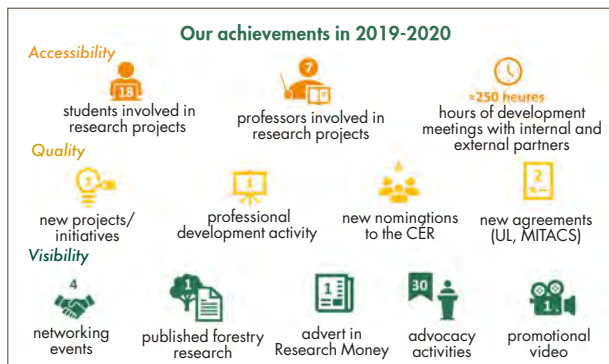 Our achievements in 2019-2020
Accessibility
18
students involved in
research projects
7
professors involved in
research projects
≈250 heures
hours of development
meetings with internal and
external partners
Quality
new projects/
initiatives
1
professional
development activity
new nomingtions
to the CER
2
new agreements
(UL, MITACS)
Visibility
4
networking
events
1
published forestry
research
1
advert in
Research Money
30
advocacy
activities
1
promotional
video